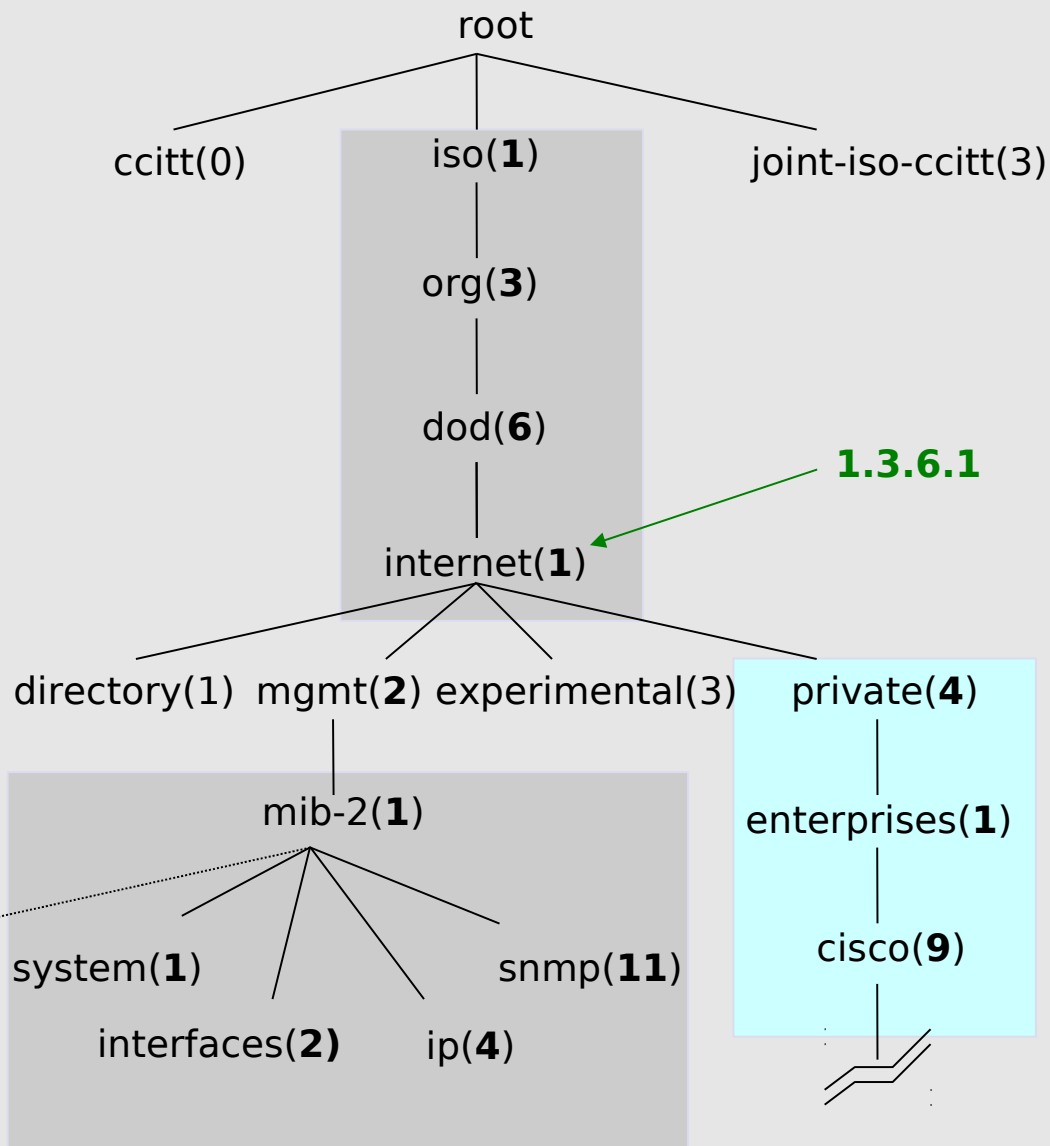 root
ccitt(0)
iso(1)
joint-iso-ccitt(3)
org(3)
dod(6)
1.3.6.1
internet(1)
directory(1)
mgmt(2)
experimental(3)
private(4)
mib-2(1)
enterprises(1)
cisco(9)
system(1)
snmp(11)
interfaces(2)
ip(4)